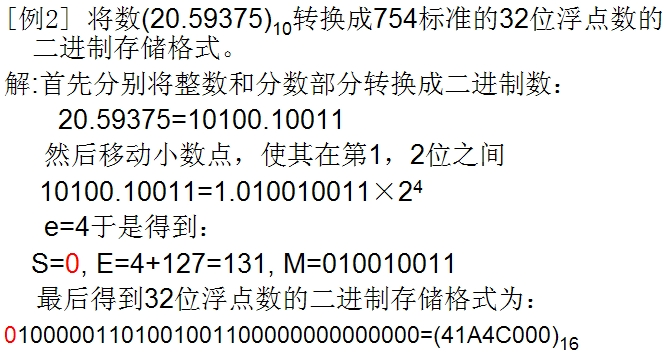 [例2] 将数(20.59375)₁₀转换成754标准的32位浮点数的
二进制存储格式。
解:首先分别将整数和分数部分转换成二进制数:
20.59375=10100.10011
然后移动小数点，使其在第1，2位之间
10100.10011=1.010010011×2⁴
e=4于是得到:
S=0, E=4+127=131, M=010010011
最后得到32位浮点数的二进制存储格式为:
01000001101001001100000000000000=(41A4C000)₁₆